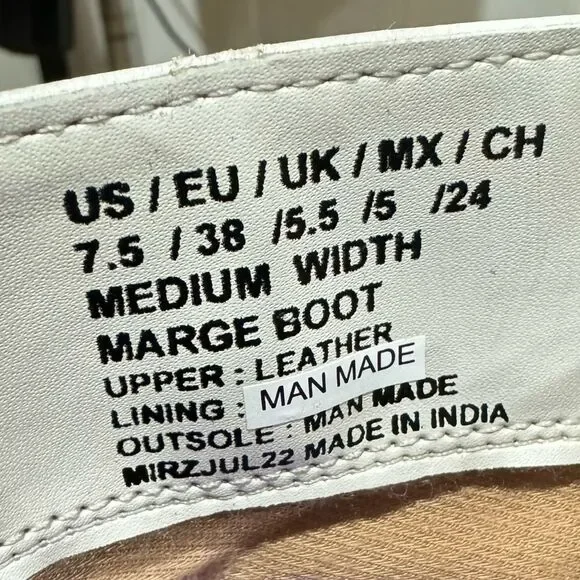 US / EU / UK / MX / CH
7.5 / 38 /5.5 /5 /24
MEDIUM WIDTH
MARGE BOOT
UPPER : LEATHER
LINING : MAN MADE
OUTSOLE : MAN MADE
MIRZJUL22 MADE IN INDIA